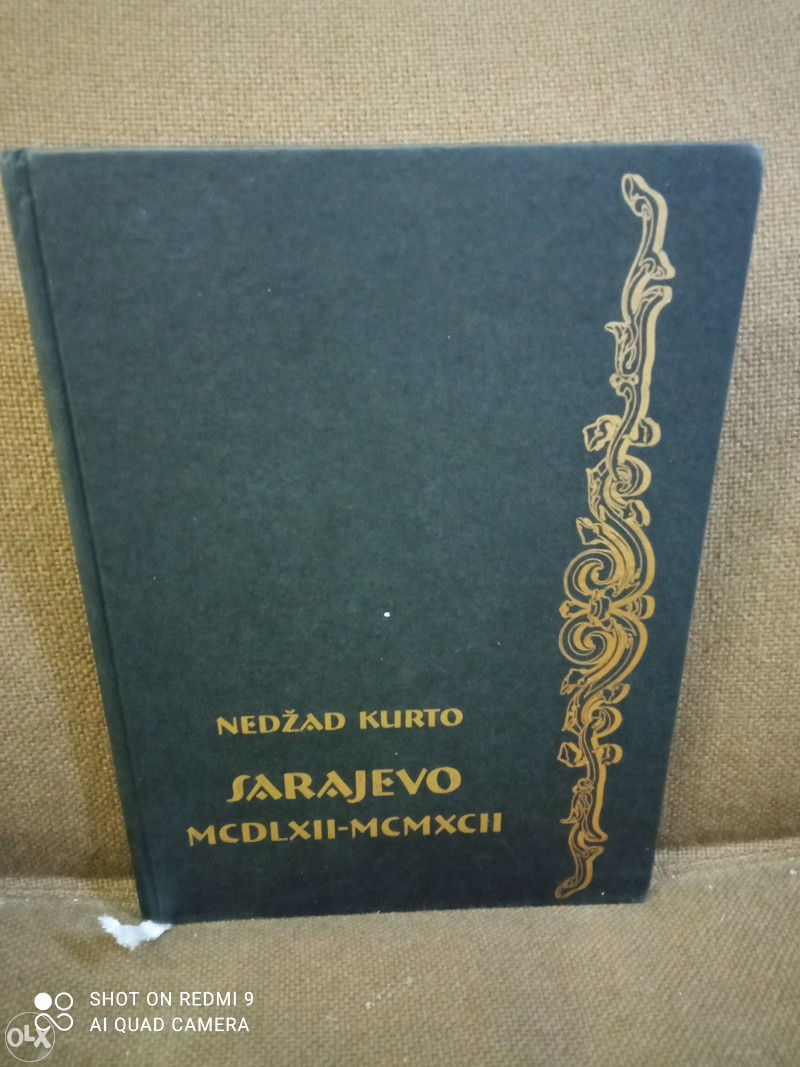 NEDŽAD KURTO
SARAJEVO
MCDLXII-MCMXCII
SHOT ON REDMI 9
AI QUAD CAMERA
OLX